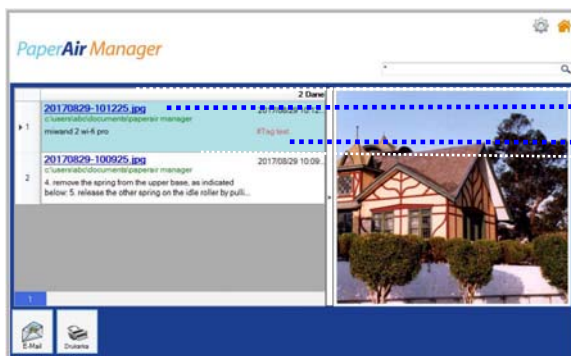 PaperAir Manager
*
2 Dane
20170829-101225.jpg
c:\users\abc\documents\paperair manager
1
miwand 2 wi-fi pro
#Tag text
20170829-100925.jpg
2017/08/29 10:09...
c:\users\abc\documents\paperair manager
2
4. remove the spring from the upper base, as indicated
below: 5. release the other spring on the idle roller by pulli...
1
E-Mail
Drukarka